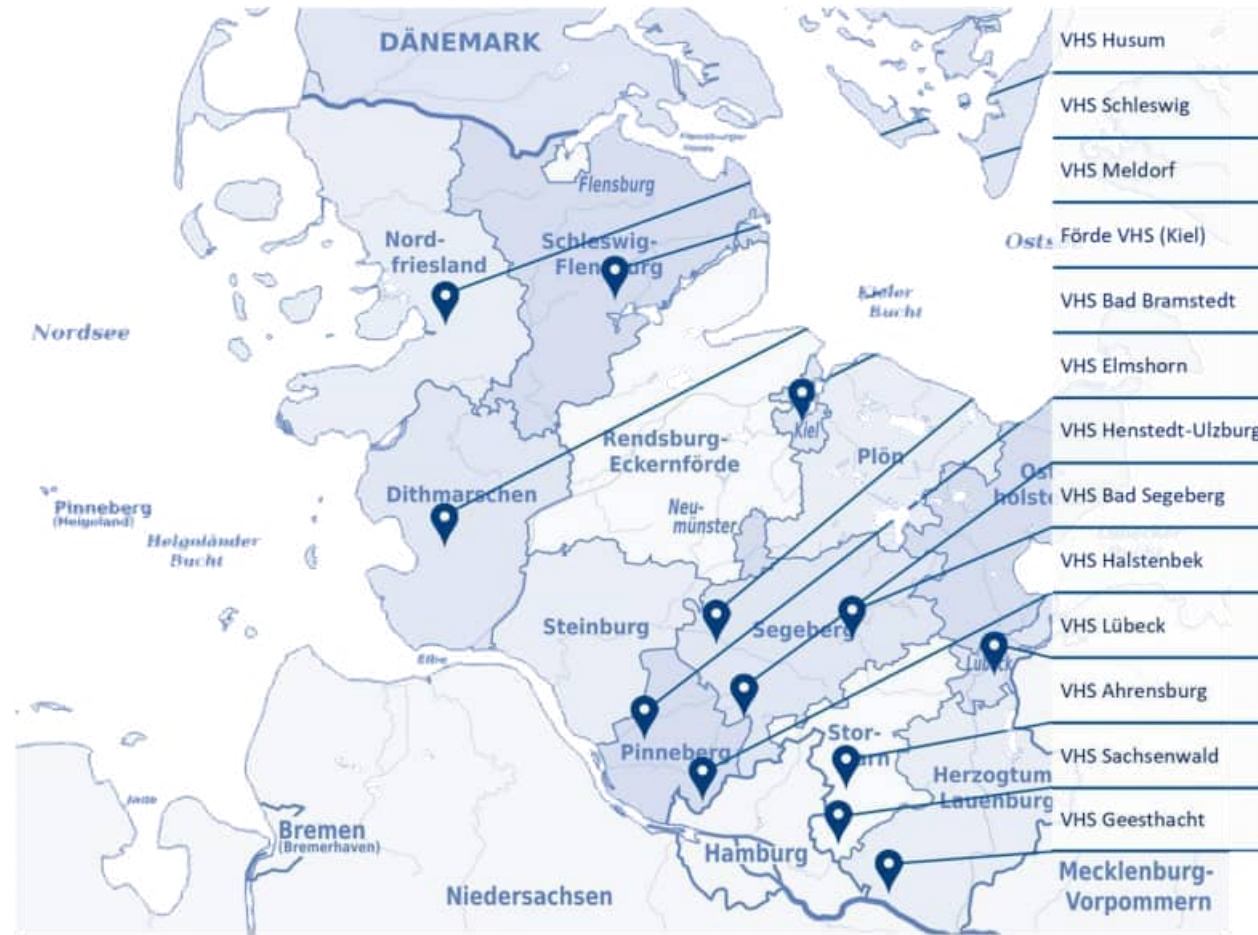 DÄNEMARK
Flensburger
Flensburg
Nord-
friesland
Schleswig-
Flensburg
Nordsee
Kieler
Bucht
Kiel
Rendsburg-
Eckernförde
Plön
Neu-
münster
Dithmarschen
Pinneberg
(Helgoland)
Helgoländer
Bucht
Steinburg
Segeberg
Elbe
Lübeck
Pinneberg
Stor-
Herzogtum
Lauenburg
Jade
Bremen
(Bremerhaven)
Hamburg
Niedersachsen
Mecklenburg-
Vorpommern
VHS Husum
VHS Schleswig
VHS Meldorf
Förde VHS (Kiel)
VHS Bad Bramstedt
VHS Elmshorn
VHS Henstedt-Ulzburg
VHS Bad Segeberg
VHS Halstenbek
VHS Lübeck
VHS Ahrensburg
VHS Sachsenwald
VHS Geesthacht